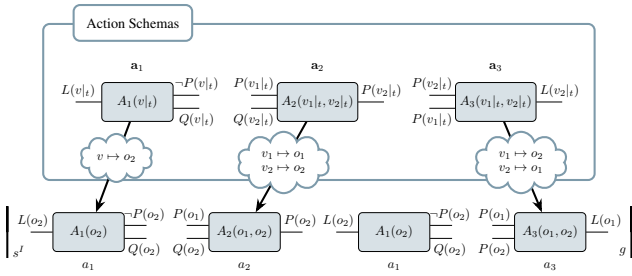 Action Schemas
a₁ a₂ a₃
L(v|ₜ) A₁(v|ₜ) ¬P(v|ₜ) Q(v|ₜ)
P(v₁|ₜ) Q(v₂|ₜ) A₂(v₁|ₜ, v₂|ₜ) P(v₂|ₜ)
P(v₂|ₜ) P(v₁|ₜ) A₃(v₁|ₜ, v₂|ₜ) L(v₂|ₜ)
v ↦ o₂
v₁ ↦ o₁
v₂ ↦ o₂
v₁ ↦ o₂
v₂ ↦ o₁
sᴵ L(o₂) A₁(o₂) ¬P(o₂) Q(o₂)
a₁
P(o₁) Q(o₂) A₂(o₁, o₂) P(o₂)
a₂
L(o₂) A₁(o₂) ¬P(o₂) Q(o₂)
a₁
P(o₁) P(o₂) A₃(o₁, o₂) L(o₁)
a₃
g